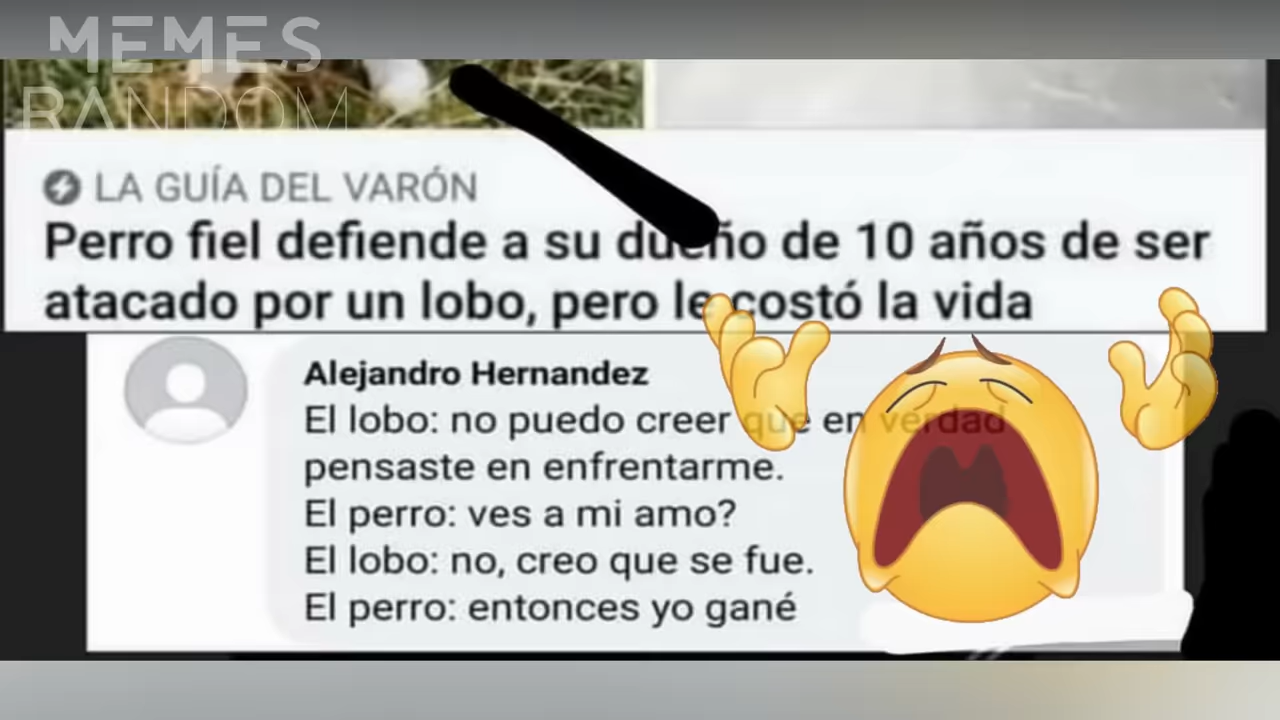 MEMES
RANDOM
LA GUÍA DEL VARÓN
Perro fiel defiende a su dueño de 10 años de ser
atacado por un lobo, pero le costó la vida
Alejandro Hernandez
El lobo: no puedo creer que en verdad
pensaste en enfrentarme.
El perro: ves a mi amo?
El lobo: no, creo que se fue.
El perro: entonces yo gané